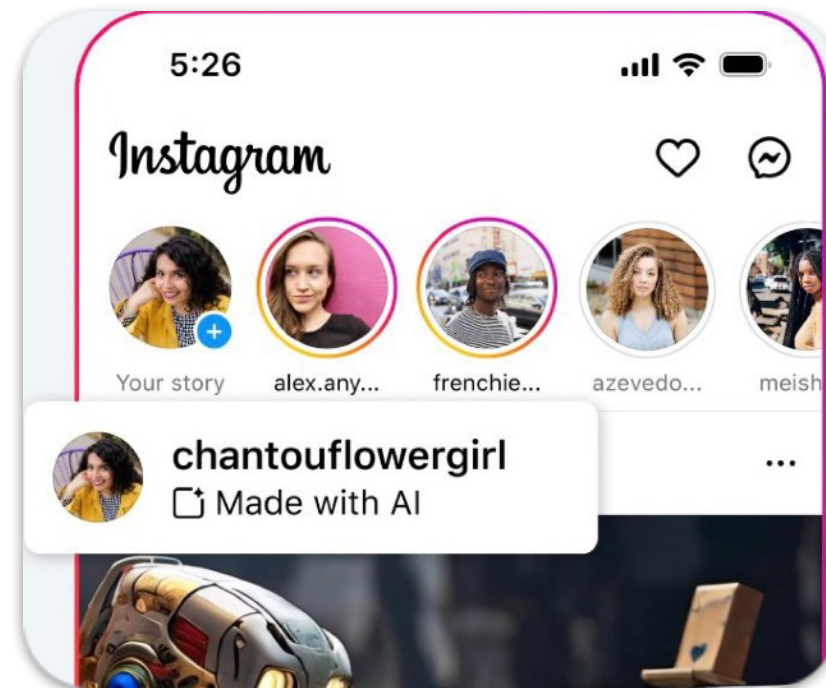 5:26
Instagram
Your story
alex.any...
frenchie...
azevedo...
meish
chantouflowergirl
Made with AI